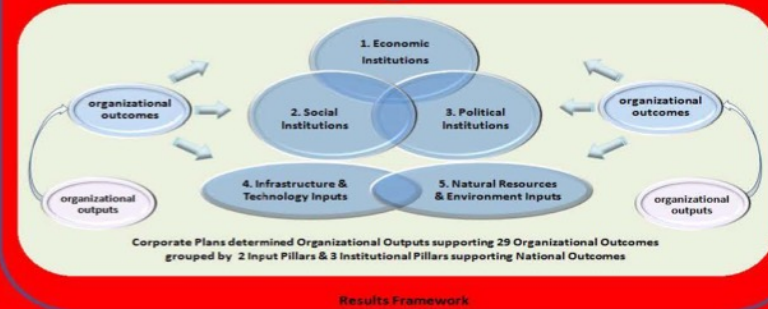 1. Economic
Institutions
organizational
outcomes
2. Social
Institutions
3. Political
Institutions
organizational
outcomes
4. Infrastructure &
Technology Inputs
5. Natural Resources
& Environment Inputs
organizational
outputs
organizational
outputs
Corporate Plans determined Organizational Outputs supporting 29 Organizational Outcomes
grouped by 2 Input Pillars & 3 Institutional Pillars supporting National Outcomes
Results Framework